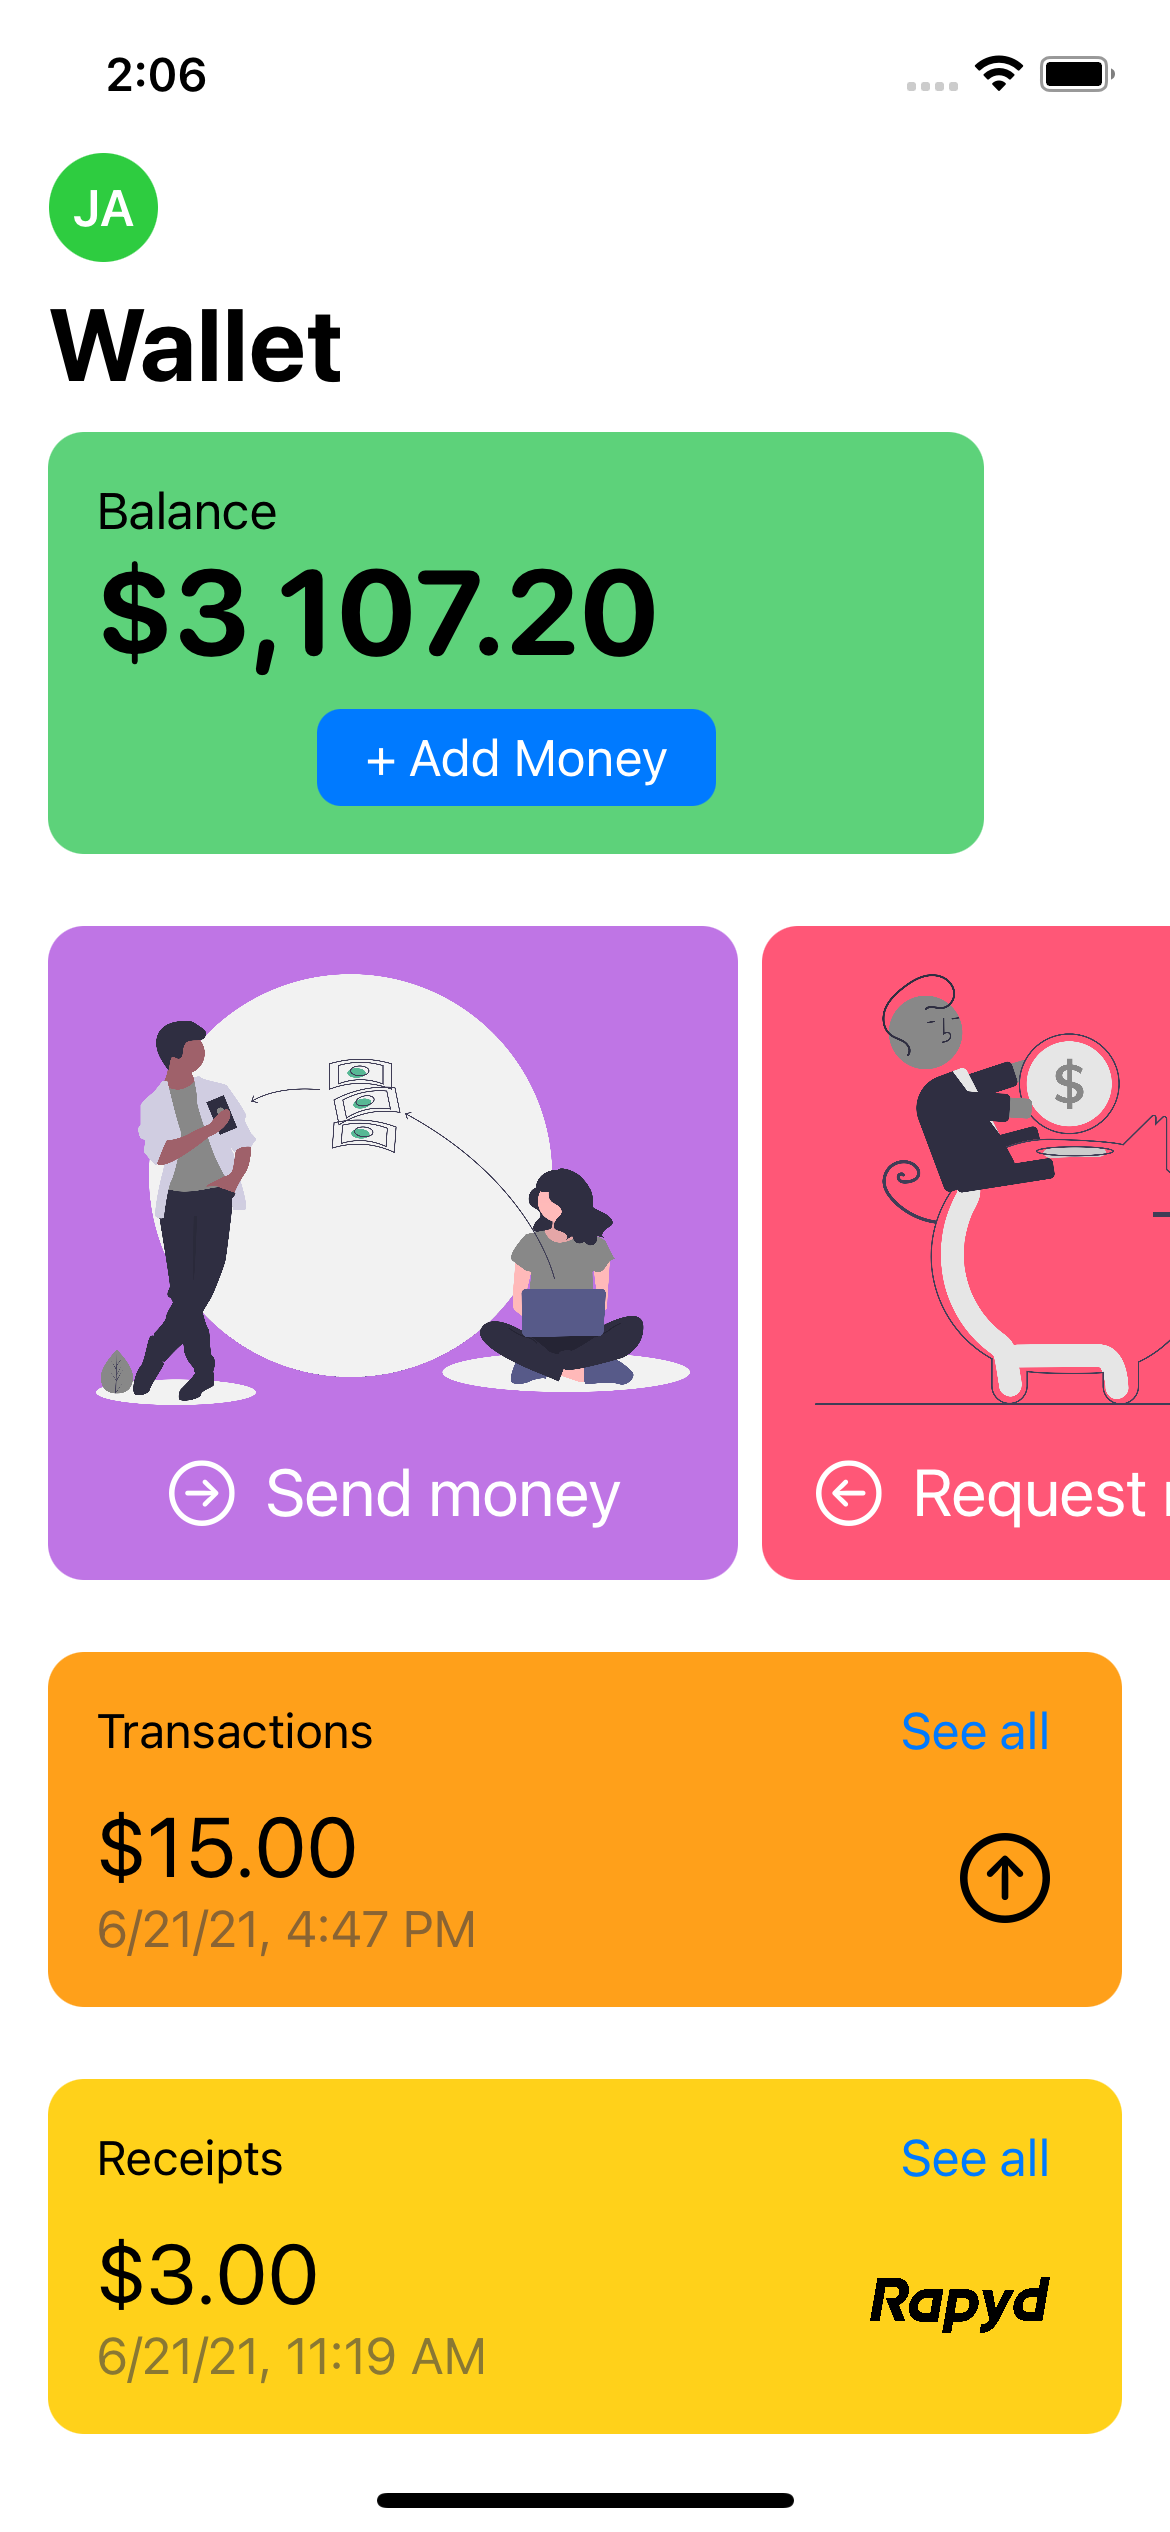 2:06
JA
Wallet
Balance
$3,107.20
+ Add Money
$
Send money
Request
Transactions
See all
$15.00
6/21/21, 4:47 PM
Receipts
See all
$3.00
Rapyd
6/21/21, 11:19 AM